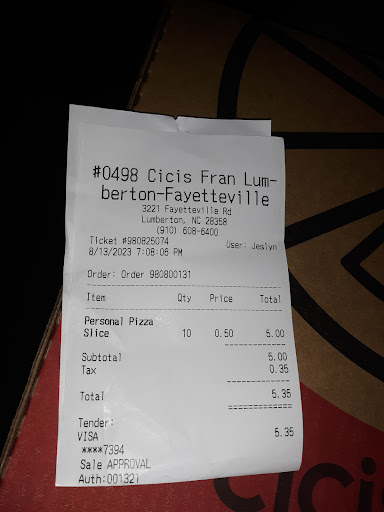 #0498 Cicis Fran Lum-
berton-Fayetteville
3221 Fayetteville Rd
Lumberton, NC 28358
(910) 608-6400
Ticket #980825074
User: Jeslyn
8/13/2023 7:08:06 PM
Order: Order 980800131
Item Qty Price Total
Personal Pizza
Slice 10 0.50 5.00
Subtotal 5.00
Tax 0.35
Total 5.35
Tender:
VISA 5.35
****7394
Sale APPROVAL
Auth:001321
cici